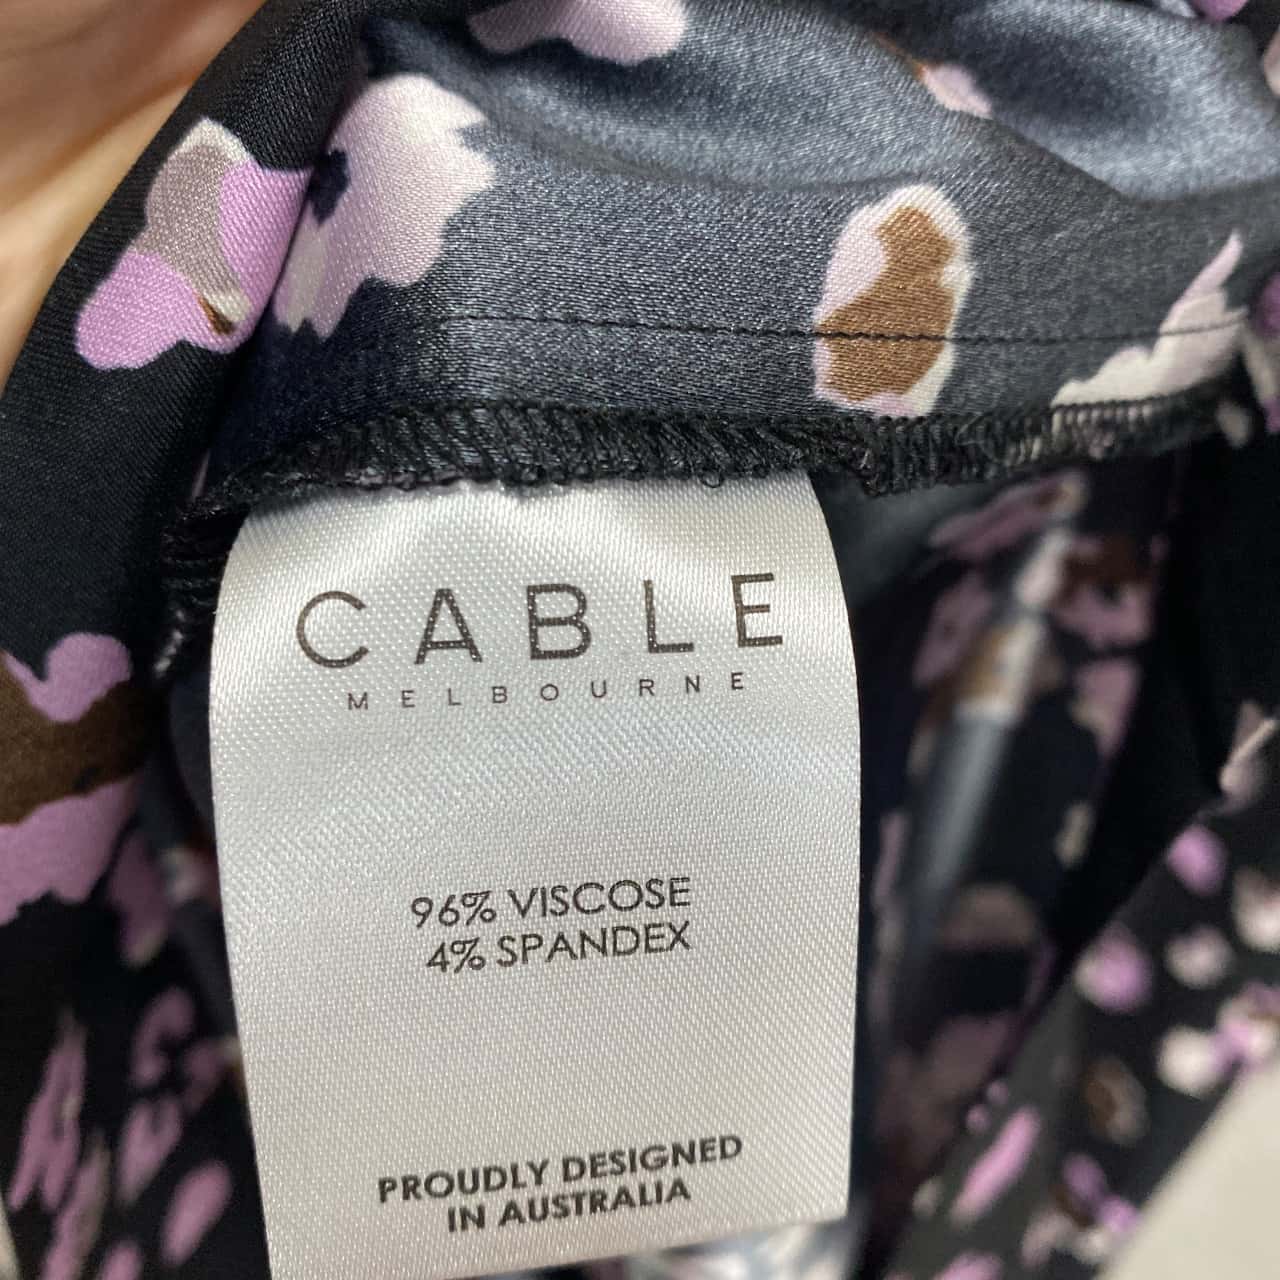 CABLE
MELBOURNE
96% VISCOSE
4% SPANDEX
PROUDLY DESIGNED
IN AUSTRALIA